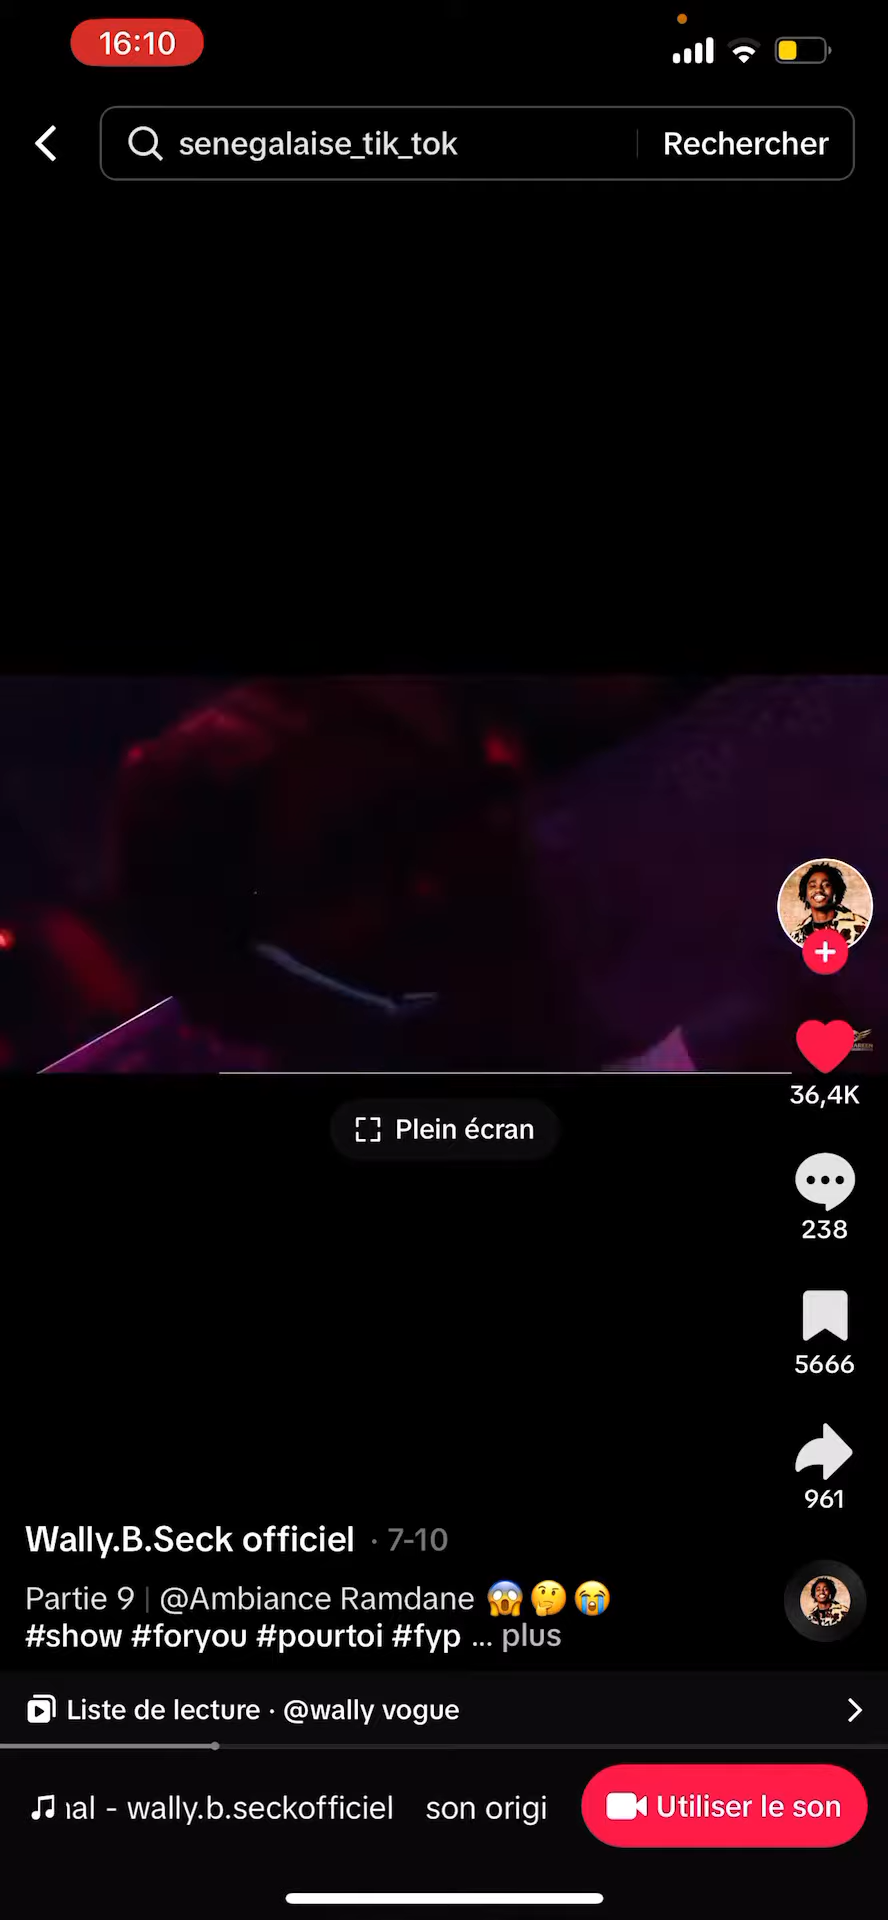 16:10
senegalaise_tik_tok
Rechercher
Plein écran
36,4K
238
5666
961
Wally.B.Seck officiel · 7-10
Partie 9 | @Ambiance Ramdane 😱🤔😭
#show #foryou #pourtoi #fyp ... plus
Liste de lecture · @wally vogue
nal - wally.b.seckofficiel son origi
Utiliser le son